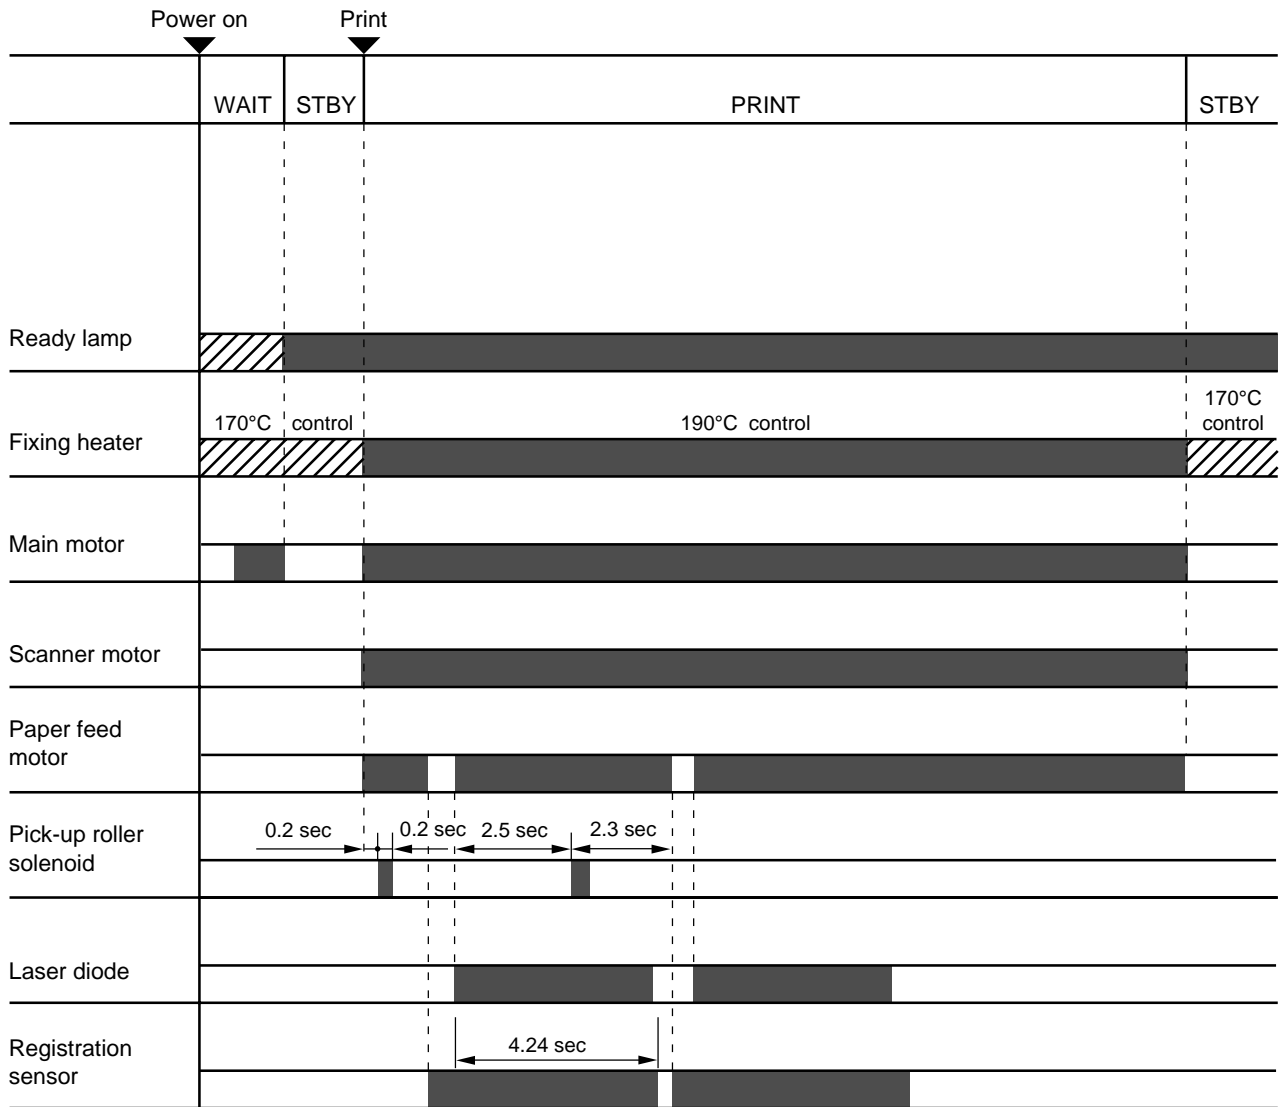 Power on Print
WAIT STBY PRINT STBY
Ready lamp
170°C
170°C control 190°C control control
Fixing heater
Main motor
Scanner motor
Paper feed
motor
Pick-up roller
solenoid
0.2 sec 0.2 sec 2.5 sec 2.3 sec
Laser diode
Registration
sensor
4.24 sec